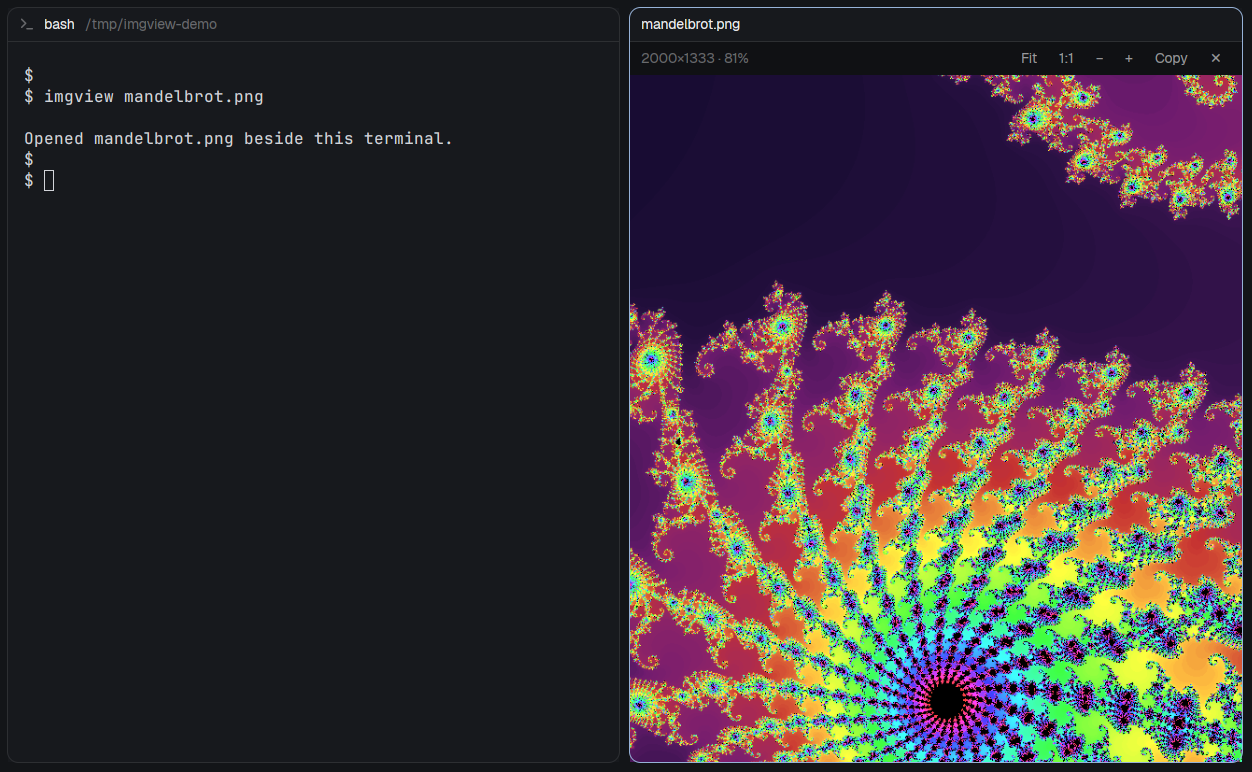 >_ bash /tmp/imgview-demo
$
$ imgview mandelbrot.png
Opened mandelbrot.png beside this terminal.
$
$
mandelbrot.png
2000×1333 · 81% Fit 1:1 − + Copy ✕